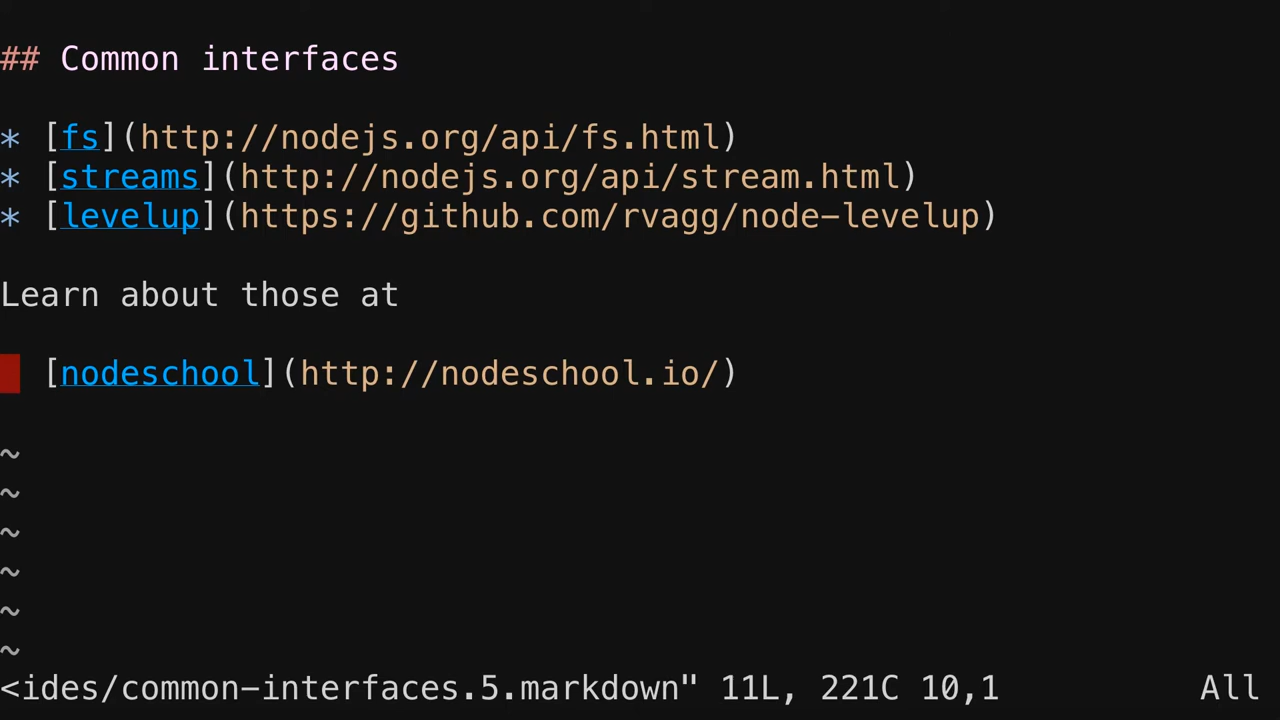 ## Common interfaces
* [fs](http://nodejs.org/api/fs.html)
* [streams](http://nodejs.org/api/stream.html)
* [levelup](https://github.com/rvagg/node-levelup)
Learn about those at
[nodeschool](http://nodeschool.io/)
~
~
~
~
~
~
<ides/common-interfaces.5.markdown" 11L, 221C 10,1 All